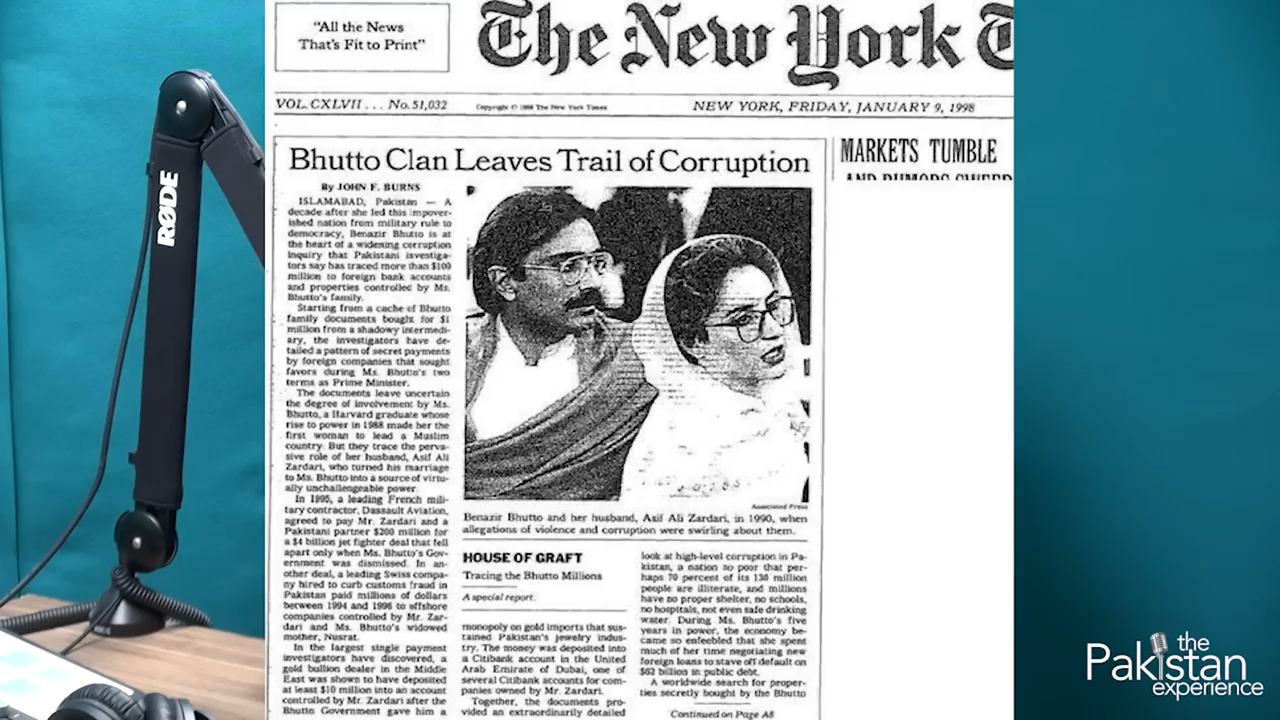 RØDE
"All the News
That's Fit to Print"
The New York T
VOL. CXLVII . . . No. 51,032
Copyright © 1998 The New York Times
NEW YORK, FRIDAY, JANUARY 9, 1998
Bhutto Clan Leaves Trail of Corruption
MARKETS TUMBLE
AND RUMORS SWEEP
By JOHN F. BURNS
ISLAMABAD, Pakistan — A
decade after she led this impover-
ished nation from military rule to
democracy, Benazir Bhutto is at
the heart of a widening corruption
inquiry that Pakistani investiga-
tors say has traced more than $100
million to foreign bank accounts
and properties controlled by Ms.
Bhutto's family.
Starting from a cache of Bhutto
family documents bought for $1
million from a shadowy intermedi-
ary, the investigators have de-
tailed a pattern of secret payments
by foreign companies that sought
favors during Ms. Bhutto's two
terms as Prime Minister.
The documents leave uncertain
the degree of involvement by Ms.
Bhutto, a Harvard graduate whose
rise to power in 1988 made her the
first woman to lead a Muslim
country. But they trace the perva-
sive role of her husband, Asif Ali
Zardari, who turned his marriage
to Ms. Bhutto into a source of virtu-
ally unchallengeable power.
In 1995, a leading French mili-
tary contractor, Dassault Aviation,
agreed to pay Mr. Zardari and a
Pakistani partner $200 million for
a $4 billion jet fighter deal that fell
apart only when Ms. Bhutto's Gov-
ernment was dismissed. In an-
other deal, a leading Swiss compa-
ny hired to curb customs fraud in
Pakistan paid millions of dollars
between 1994 and 1996 to offshore
companies controlled by Mr. Zar-
dari and Ms. Bhutto's widowed
mother, Nusrat.
In the largest single payment
investigators have discovered, a
gold bullion dealer in the Middle
East was shown to have deposited
at least $10 million into an account
controlled by Mr. Zardari after the
Bhutto Government gave him a
Associated Press
Benazir Bhutto and her husband, Asif Ali Zardari, in 1990, when
allegations of violence and corruption were swirling about them.
HOUSE OF GRAFT
Tracing the Bhutto Millions
A special report.
monopoly on gold imports that sus-
tained Pakistan's jewelry indus-
try. The money was deposited into
a Citibank account in the United
Arab Emirate of Dubai, one of
several Citibank accounts for com-
panies owned by Mr. Zardari.
Together, the documents pro-
vided an extraordinarily detailed
look at high-level corruption in Pa-
kistan, a nation so poor that per-
haps 70 percent of its 130 million
people are illiterate, and millions
have no proper shelter, no schools,
no hospitals, not even safe drinking
water. During Ms. Bhutto's five
years in power, the economy be-
came so enfeebled that she spent
much of her time negotiating new
foreign loans to stave off default on
$62 billion in public debt.
A worldwide search for proper-
ties secretly bought by the Bhutto
Continued on Page A8
the
Pakistan
experience